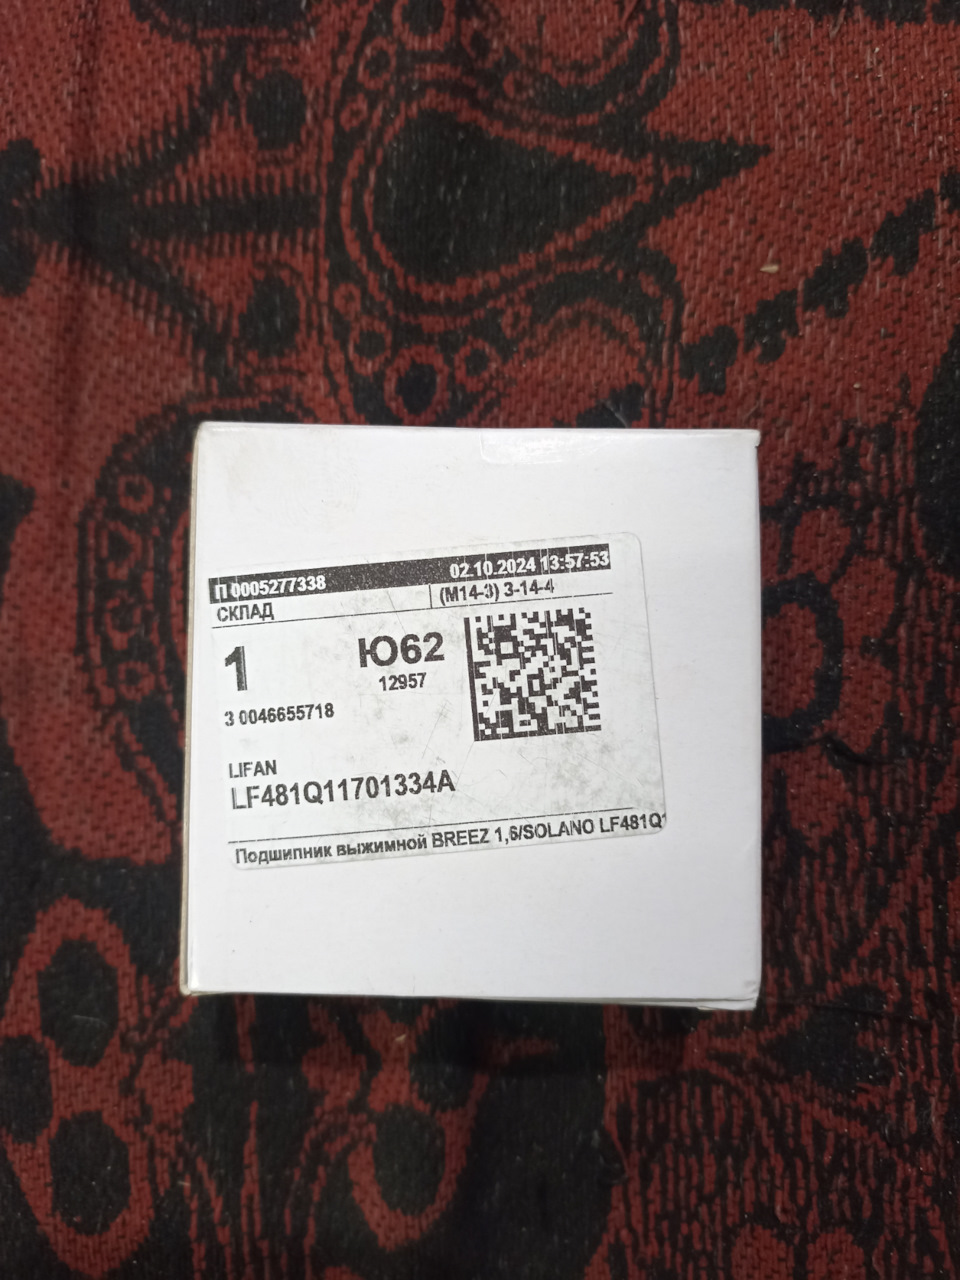 П 0005277338 02.10.2024 13:57:53
СКЛАД (М14-3) 3-14-4
1 Ю62
12957
З 0046655718
LIFAN
LF481Q11701334A
Подшипник выжимной BREEZ 1,6/SOLANO LF481Q1